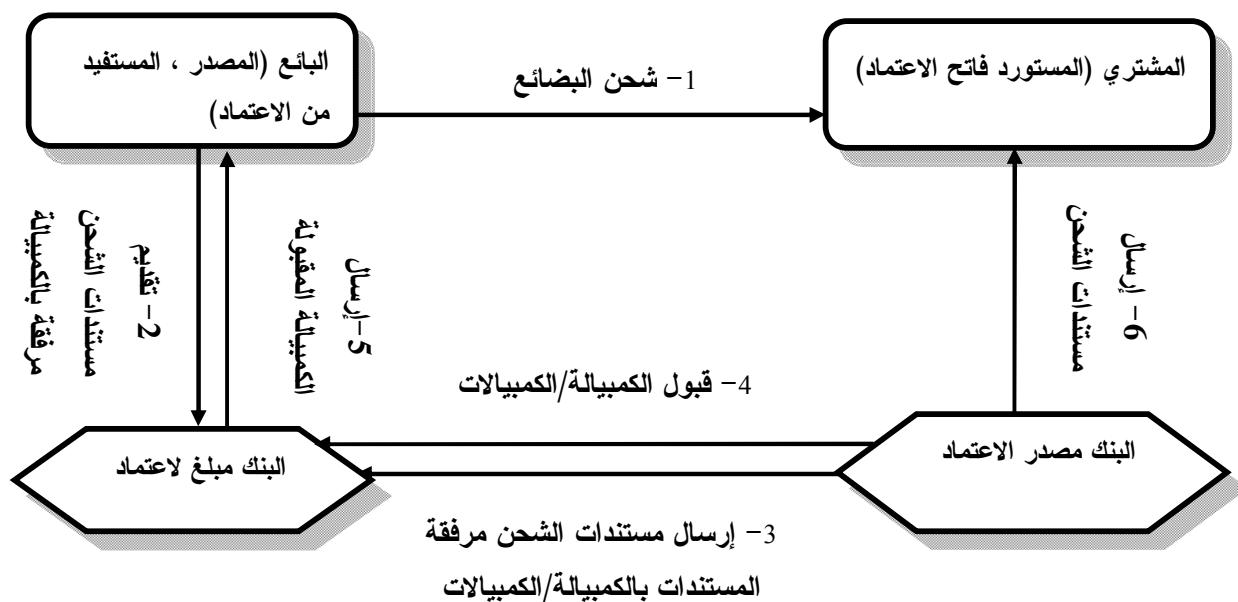 البائع (المصدر ، المستفيد
من الاعتماد)
1- شحن البضائع
المشتري (المستورد فاتح الاعتماد)
2- تقديم
مستندات الشحن
مرفقة بالكمبيالة
5-إرسال
الكمبيالة المقبولة
6- إرسال
مستندات الشحن
4- قبول الكمبيالة/الكمبيالات
البنك مبلغ لاعتماد
البنك مصدر الاعتماد
3- إرسال مستندات الشحن مرفقة
المستندات بالكمبيالة/الكمبيالات